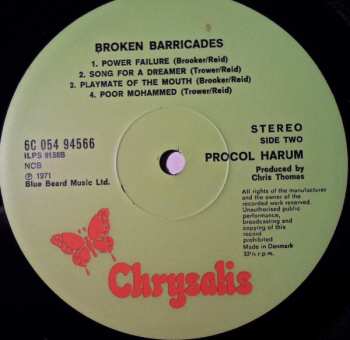 BROKEN BARRICADES
1. POWER FAILURE (Brooker/Reid)
2. SONG FOR A DREAMER (Trower/Reid)
3. PLAYMATE OF THE MOUTH (Brooker/Reid)
4. POOR MOHAMMED (Trower/Reid)
6C 054 94566
ILPS 9158B
NCB
℗ 1971
Blue Beard Music Ltd.
STEREO
SIDE TWO
PROCOL HARUM
Produced by
Chris Thomas
All rights of the manufacturer
and the owner of the
recorded work reserved.
Unauthorised public
performance,
broadcasting and
copying of this
record
prohibited
Made in Denmark
33⅓ r.p.m.
Chrysalis